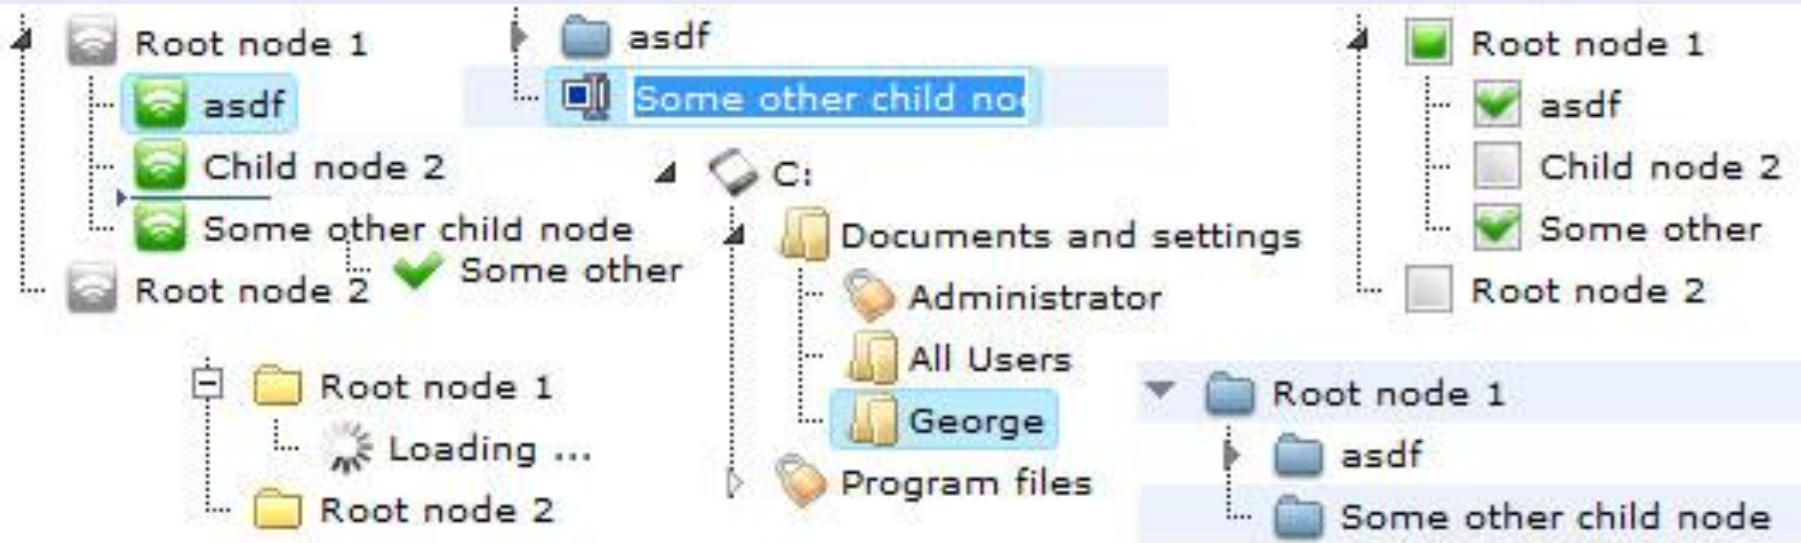 Root node 1
asdf
Child node 2
Some other child node
Root node 2
Some other
asdf
Some other child no
C:
Documents and settings
Administrator
All Users
George
Program files
Root node 1
asdf
Child node 2
Some other
Root node 2
Root node 1
Loading ...
Root node 2
Root node 1
asdf
Some other child node